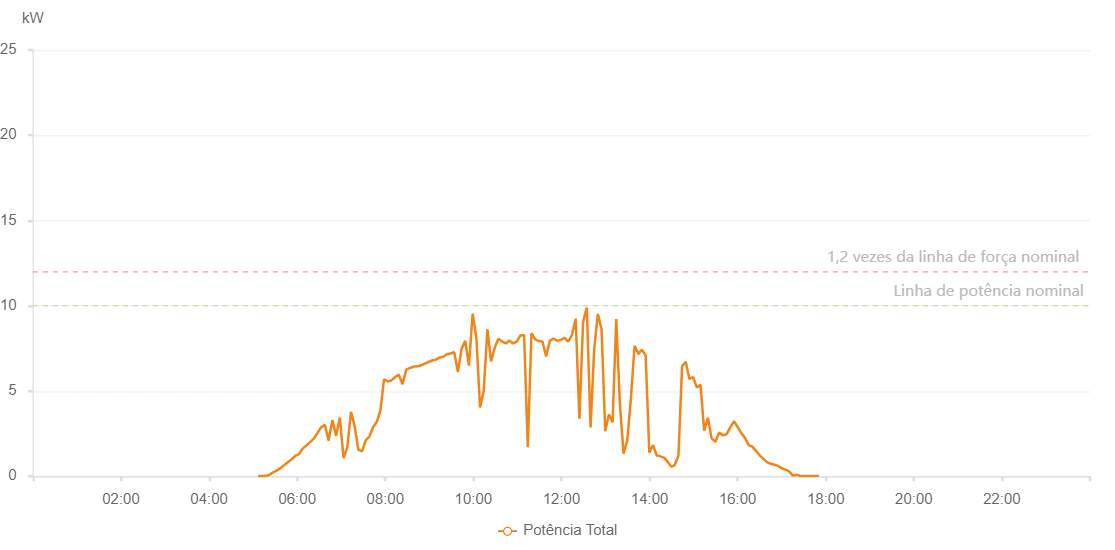 kW
25
20
15
1,2 vezes da linha de força nominal
Linha de potência nominal
10
5
0
02:00 04:00 06:00 08:00 10:00 12:00 14:00 16:00 18:00 20:00 22:00
Potência Total